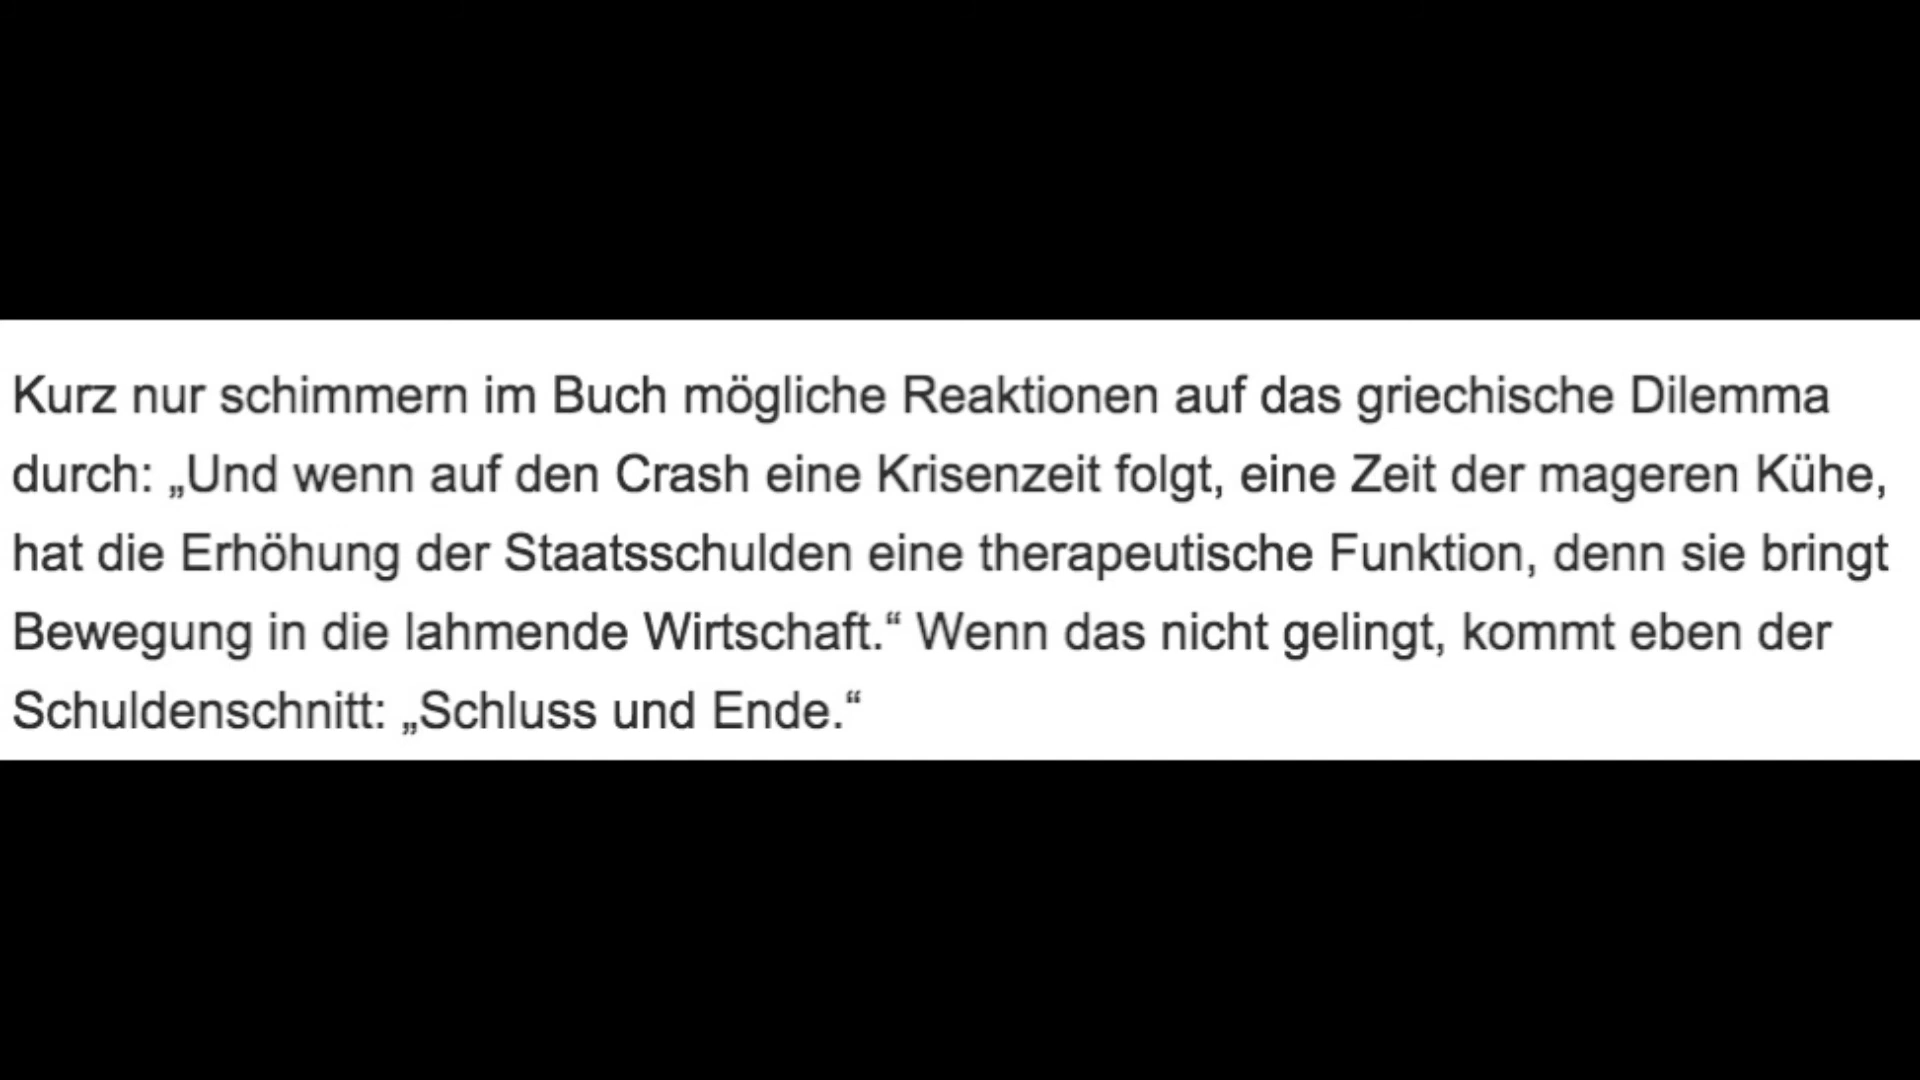 Kurz nur schimmern im Buch mögliche Reaktionen auf das griechische Dilemma
durch: „Und wenn auf den Crash eine Krisenzeit folgt, eine Zeit der mageren Kühe,
hat die Erhöhung der Staatsschulden eine therapeutische Funktion, denn sie bringt
Bewegung in die lahmende Wirtschaft.“ Wenn das nicht gelingt, kommt eben der
Schuldenschnitt: „Schluss und Ende.“